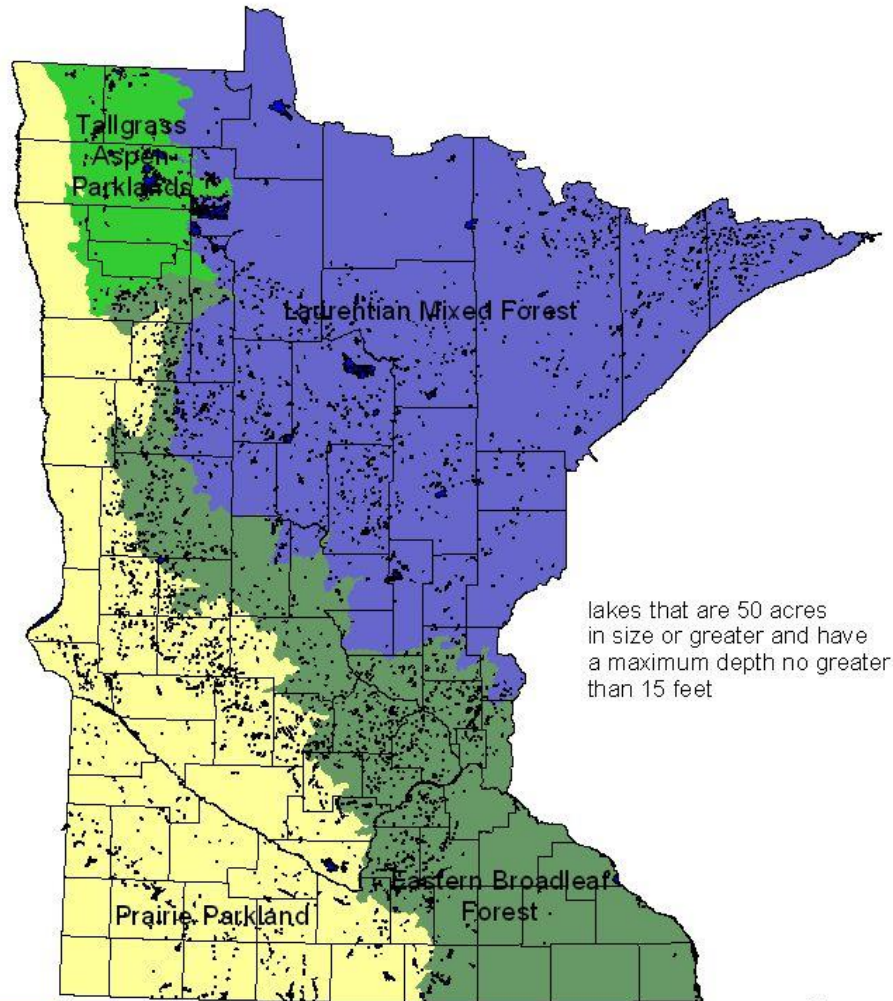 Tallgrass
Aspen
Parklands
Laurentian Mixed Forest
lakes that are 50 acres
in size or greater and have
a maximum depth no greater
than 15 feet
Eastern Broadleaf
Forest
Prairie Parkland